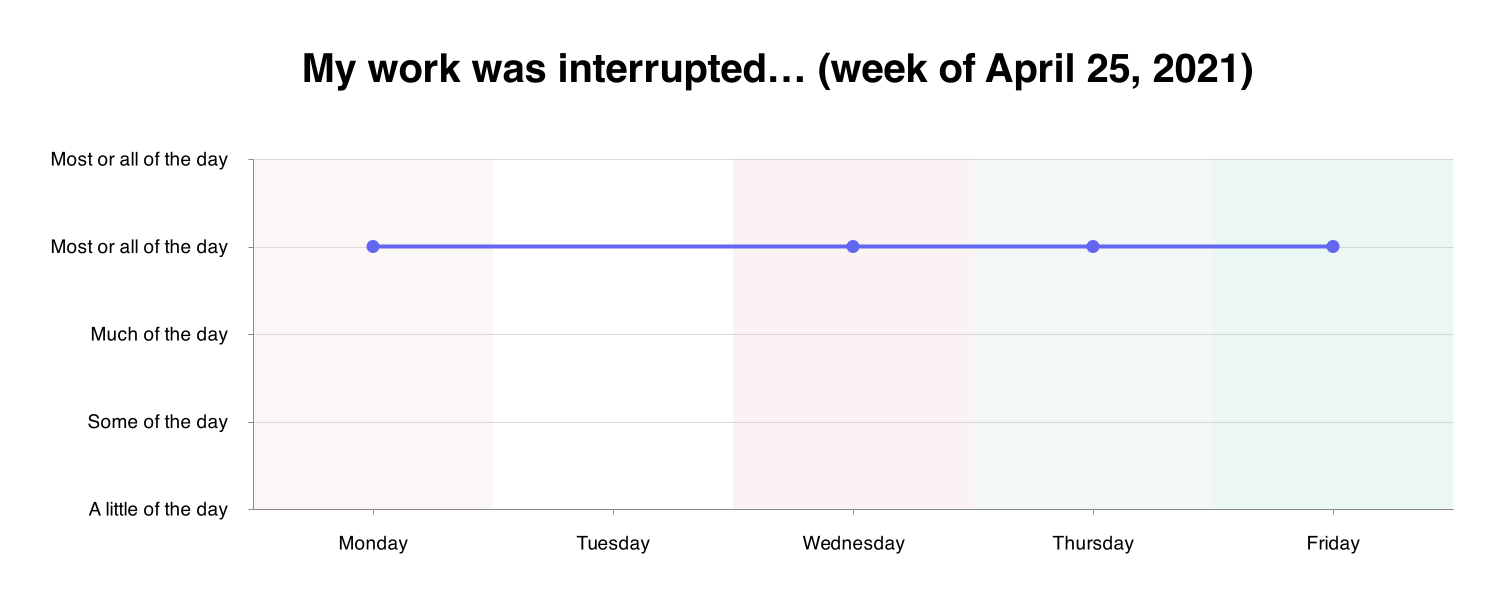 My work was interrupted… (week of April 25, 2021)
Most or all of the day
Most or all of the day
Much of the day
Some of the day
A little of the day
Monday
Tuesday
Wednesday
Thursday
Friday